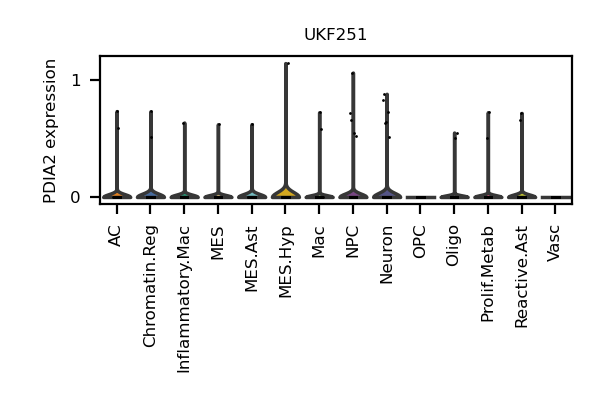 UKF251
PDIA2 expression
1
0
AC
Chromatin.Reg
Inflammatory.Mac
MES
MES.Ast
MES.Hyp
Mac
NPC
Neuron
OPC
Oligo
Prolif.Metab
Reactive.Ast
Vasc